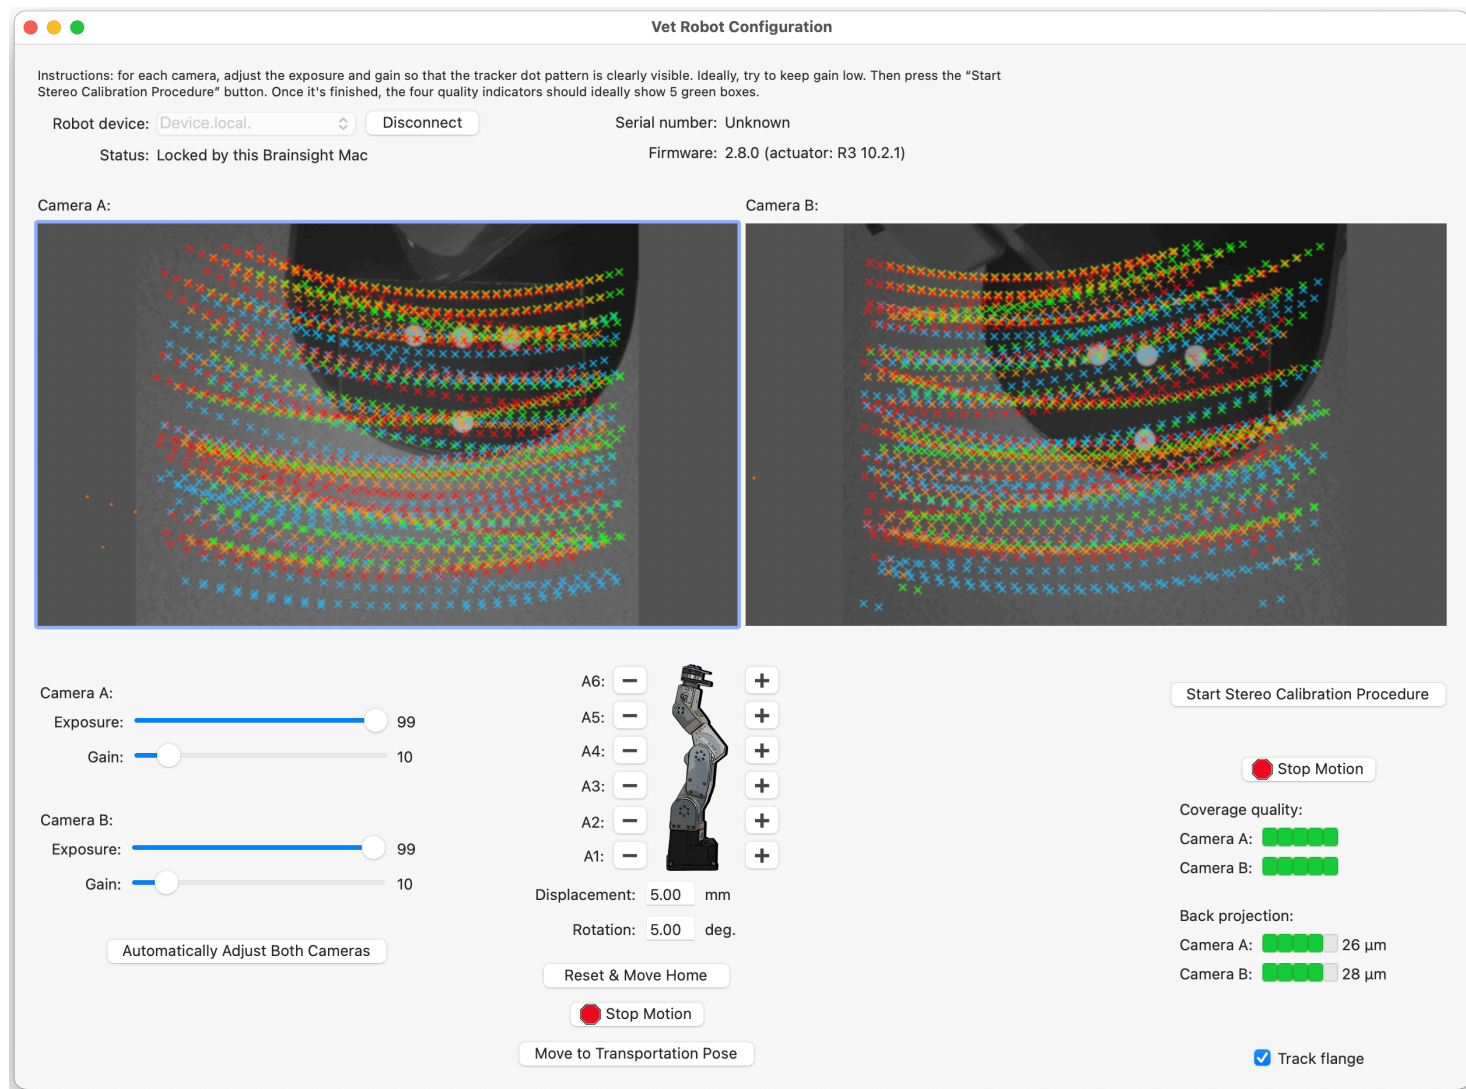 Vet Robot Configuration
Instructions: for each camera, adjust the exposure and gain so that the tracker dot pattern is clearly visible. Ideally, try to keep gain low. Then press the “Start
Stereo Calibration Procedure” button. Once it's finished, the four quality indicators should ideally show 5 green boxes.
Robot device: Device.local. Disconnect Serial number: Unknown
Status: Locked by this Brainsight Mac Firmware: 2.8.0 (actuator: R3 10.2.1)
Camera A: Camera B:
Camera A:
Exposure: 99
Gain: 10
Camera B:
Exposure: 99
Gain: 10
Automatically Adjust Both Cameras
A6: − +
A5: − +
A4: − +
A3: − +
A2: − +
A1: − +
Displacement: 5.00 mm
Rotation: 5.00 deg.
Reset & Move Home
Stop Motion
Move to Transportation Pose
Start Stereo Calibration Procedure
Stop Motion
Coverage quality:
Camera A:
Camera B:
Back projection:
Camera A: 26 µm
Camera B: 28 µm
Track flange